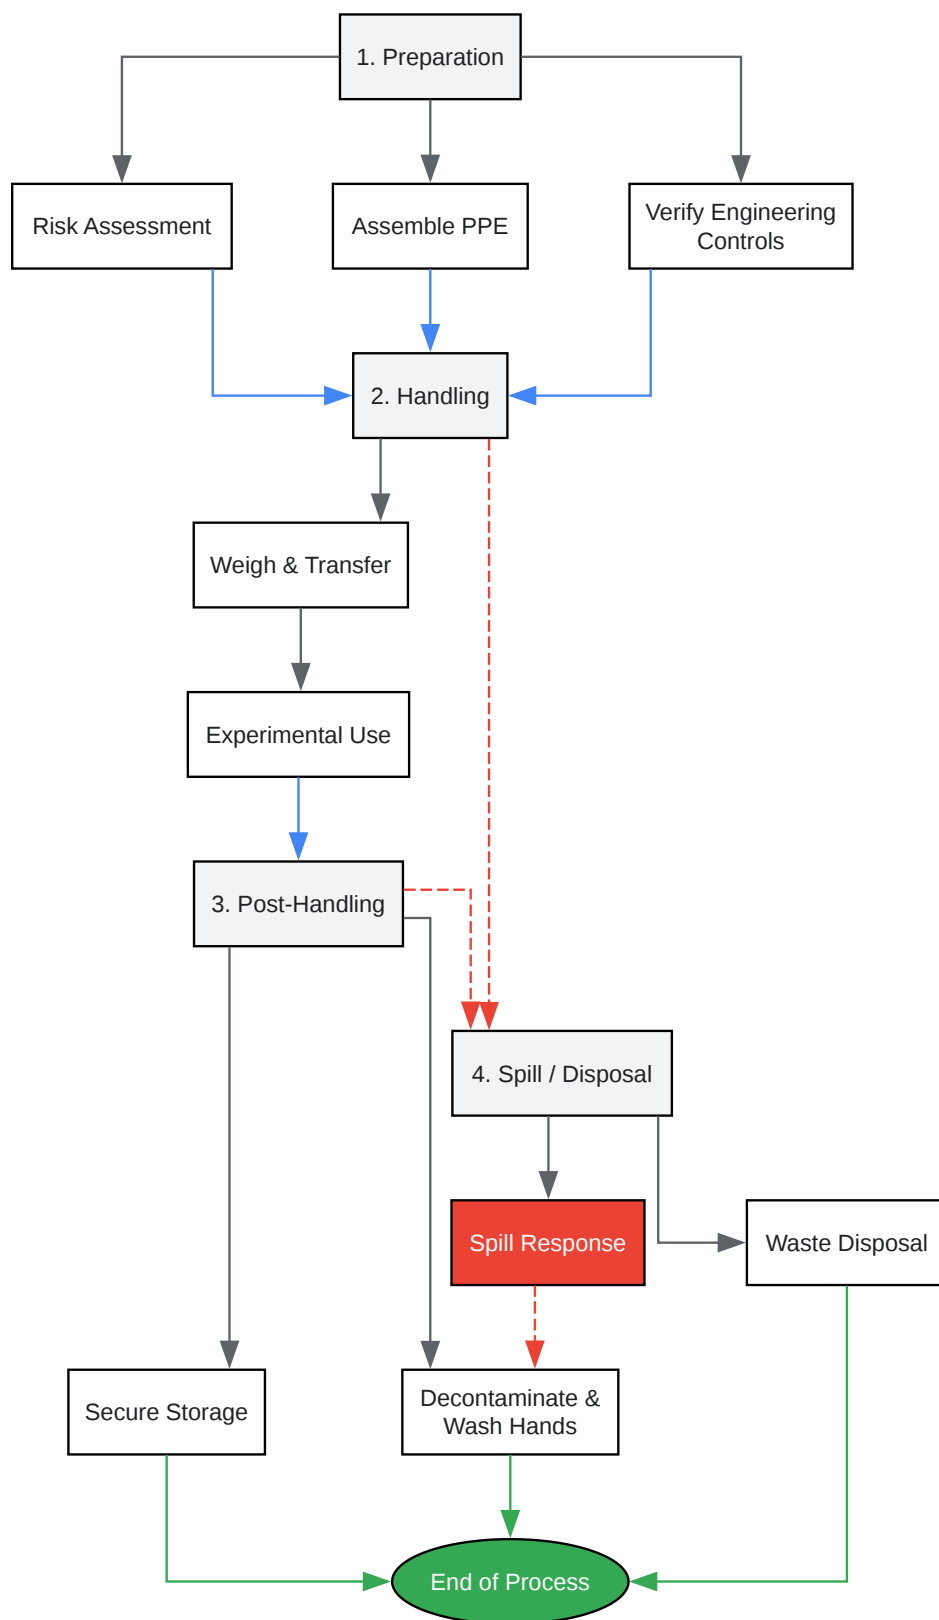 1. Preparation
Risk Assessment
Assemble PPE
Verify Engineering
Controls
2. Handling
Weigh & Transfer
Experimental Use
3. Post-Handling
4. Spill / Disposal
Spill Response
Waste Disposal
Secure Storage
Decontaminate &
Wash Hands
End of Process